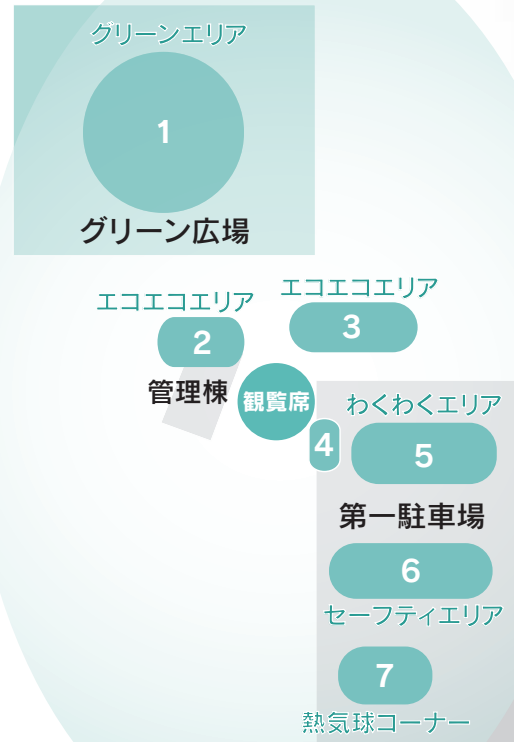 グリーンエリア
1
グリーン広場
エコエコエリア
エコエコエリア
2
3
管理棟
観覧席
わくわくエリア
4
5
第一駐車場
6
セーフティエリア
7
熱気球コーナー